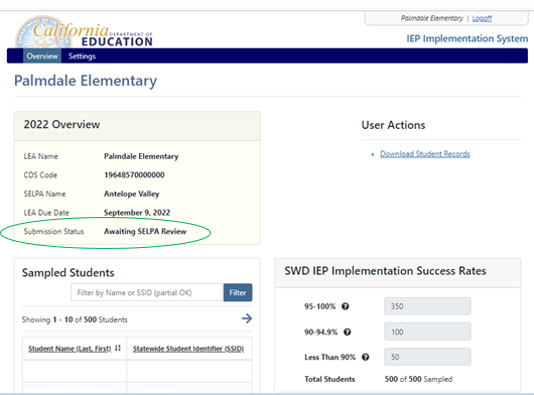 Palmdale Elementary | Logoff
California DEPARTMENT OF
EDUCATION
IEP Implementation System
Overview Settings
Palmdale Elementary
2022 Overview
LEA Name Palmdale Elementary
CDS Code 19648570000000
SELPA Name Antelope Valley
LEA Due Date September 9, 2022
Submission Status Awaiting SELPA Review
User Actions
• Download Student Records
Sampled Students
Filter by Name or SSID (partial OK) Filter
Showing 1 - 10 of 500 Students
Student Name (Last, First) Statewide Student Identifier (SSID)
SWD IEP Implementation Success Rates
95-100% ? 350
90-94.9% ? 100
Less Than 90% ? 50
Total Students 500 of 500 Sampled